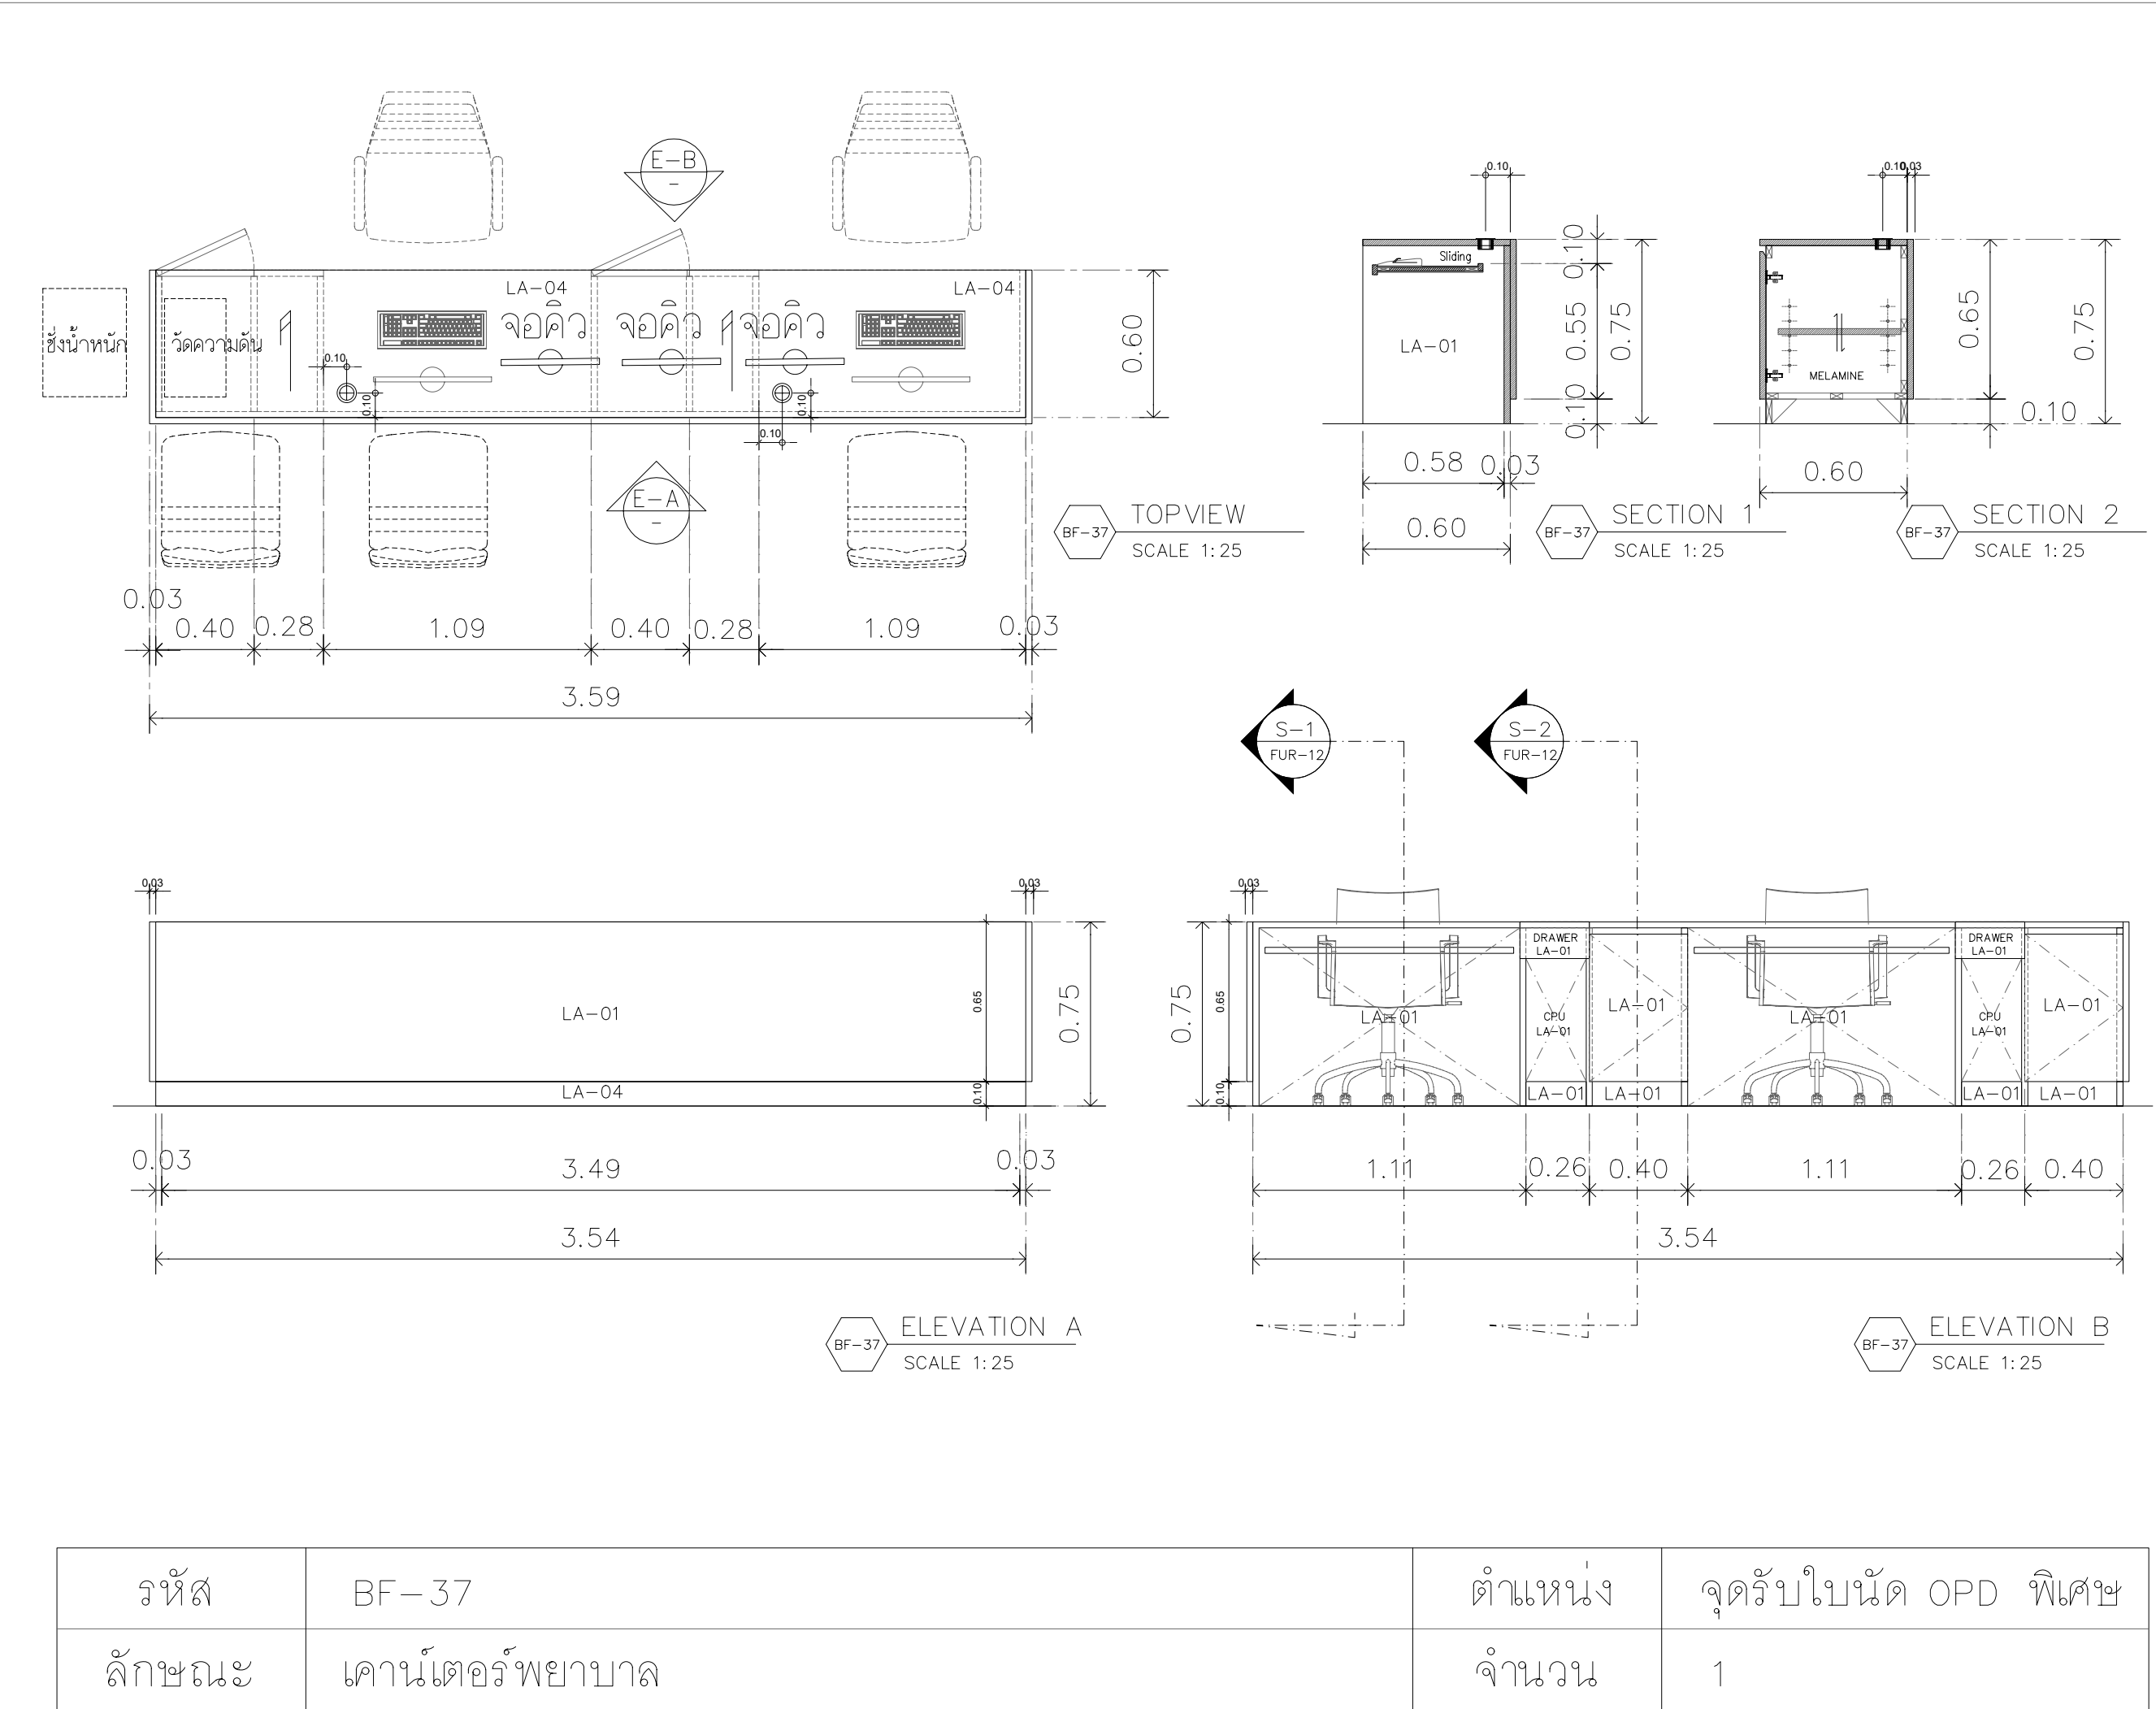 E-B
-
LA-04
LA-04
ชั่งน้ำหนัก
วัดความดัน
จอคิว
จอคิว
จอคิว
0.10
0.10
0.10
0.10
0.60
E-A
-
0.03
0.40
0.28
1.09
0.40
0.28
1.09
0.03
3.59
BF-37
TOPVIEW
SCALE 1:25
0.10
Sliding
LA-01
0.10
0.55
0.10
0.75
0.58
0.03
0.60
BF-37
SECTION 1
SCALE 1:25
0.10
0.03
MELAMINE
0.65
0.75
0.10
0.60
BF-37
SECTION 2
SCALE 1:25
0.03
0.03
LA-01
0.65
0.75
LA-04
0.10
0.03
3.49
0.03
3.54
BF-37
ELEVATION A
SCALE 1:25
S-1
FUR-12
S-2
FUR-12
0.03
0.75
0.65
0.10
LA-01
DRAWER
LA-01
CPU
LA-01
LA-01
LA-01
LA-01
LA-01
DRAWER
LA-01
CPU
LA-01
LA-01
LA-01
LA-01
1.11
0.26
0.40
1.11
0.26
0.40
3.54
BF-37
ELEVATION B
SCALE 1:25
รหัส
BF-37
ตำแหน่ง
จุดรับใบนัด OPD พิเศษ
ลักษณะ
เคาน์เตอร์พยาบาล
จำนวน
1